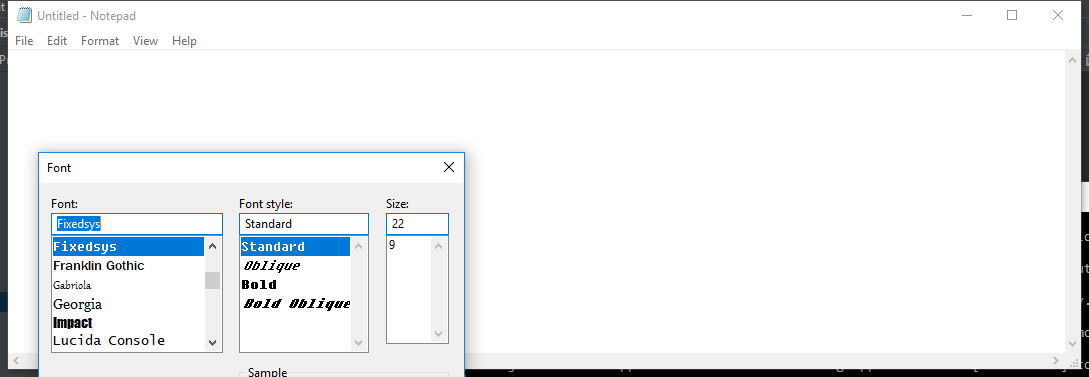 Untitled - Notepad
File Edit Format View Help
Font
Font: Font style: Size:
Fixedsys Standard 22
Fixedsys Standard 9
Franklin Gothic Oblique
Gabriola Bold
Georgia Bold Oblique
Impact
Lucida Console
Sample